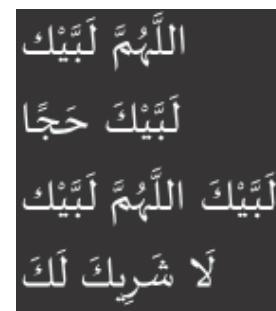 اللَّهُمَّ لَبَّيْك
لَبَّيْكَ حَجًّا
لَبَّيْكَ اللَّهُمَّ لَبَّيْك
لَا شَرِيكَ لَكَ